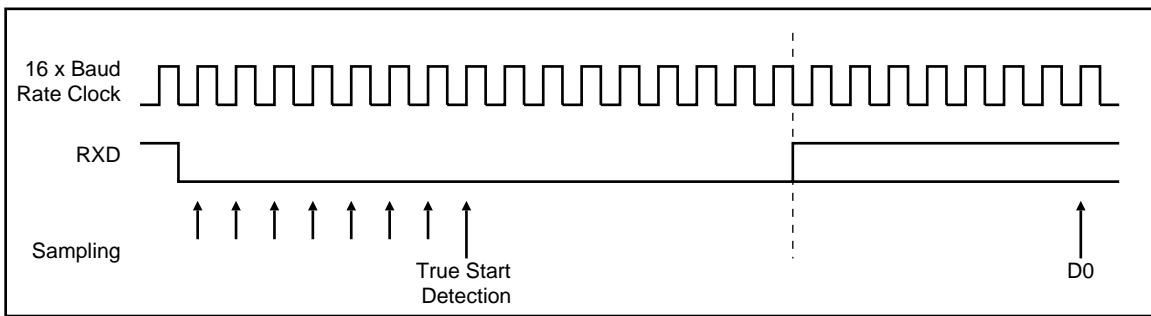 16 x Baud
Rate Clock
RXD
Sampling
True Start
Detection
D0